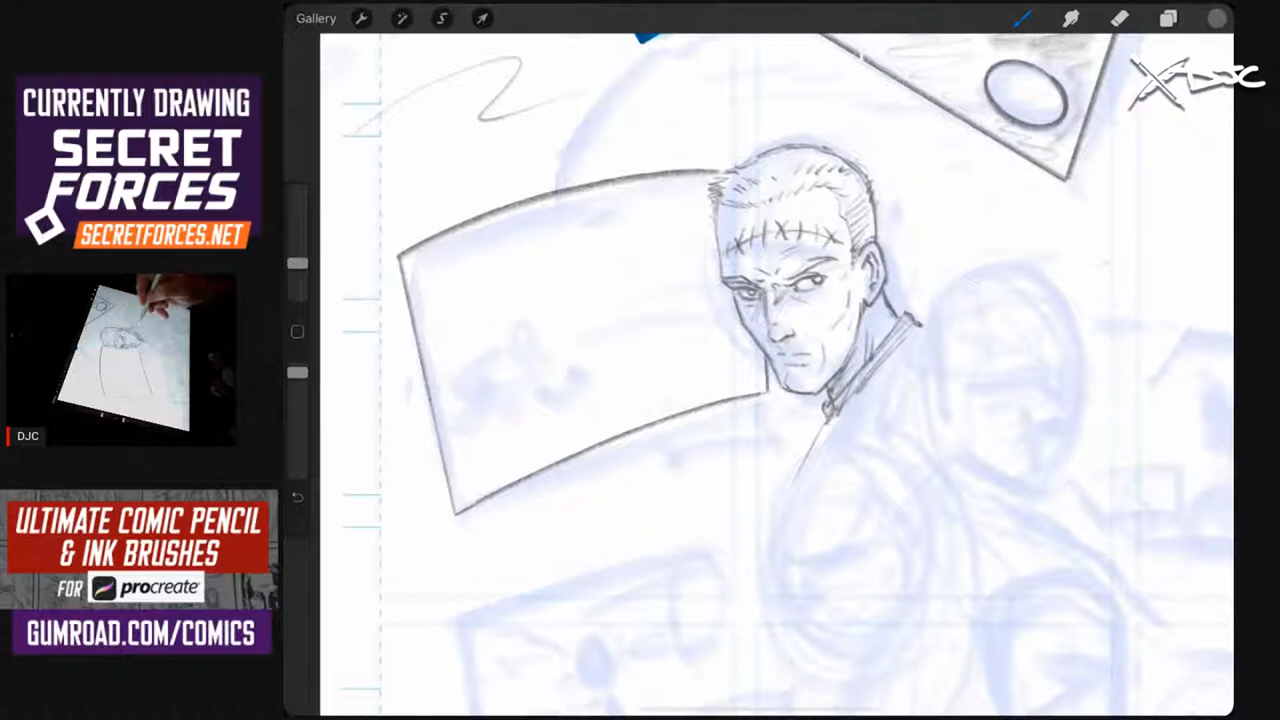 Gallery
CURRENTLY DRAWING
SECRET
FORCES
SECRETFORCES.NET
DJC
ULTIMATE COMIC PENCIL
& INK BRUSHES
FOR procreate
GUMROAD.COM/COMICS